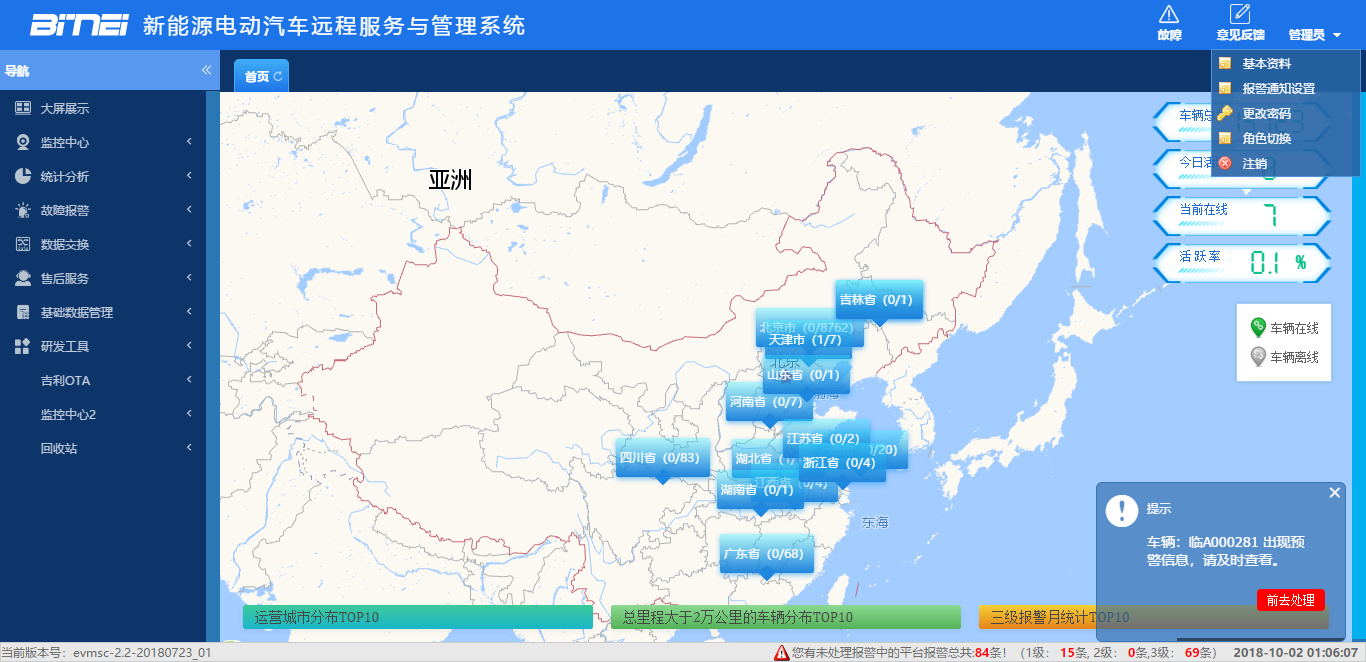 BITNEI 新能源电动汽车远程服务与管理系统
故障
意见反馈
管理员
导航
首页
基本资料
报警通知设置
更改密码
角色切换
注销
大屏展示
监控中心
统计分析
故障报警
数据交换
售后服务
基础数据管理
研发工具
吉利OTA
监控中心2
回收站
亚洲
车辆总
今日活
当前在线 7
活跃率 0.1 %
车辆在线
车辆离线
吉林省 (0/1)
北京市 (0/8762)
天津市 (1/7)
北京
山东省 (0/1)
渤海
河南省 (0/7)
江苏省 (0/2)
/20)
四川省 (0/83)
湖北省 (1/
浙江省 (0/4)
江西省 (0/4)
湖南省 (0/1)
东海
广东省 (0/68)
提示
车辆：临A000281 出现预
警信息，请及时查看。
前去处理
运营城市分布TOP10
总里程大于2万公里的车辆分布TOP10
三级报警月统计TOP10
当前版本号：evmsc-2.2-20180723_01
您有未处理报警中的平台报警总共:84条! （1级： 15条, 2级： 0条,3级： 69条） 2018-10-02 01:06:07